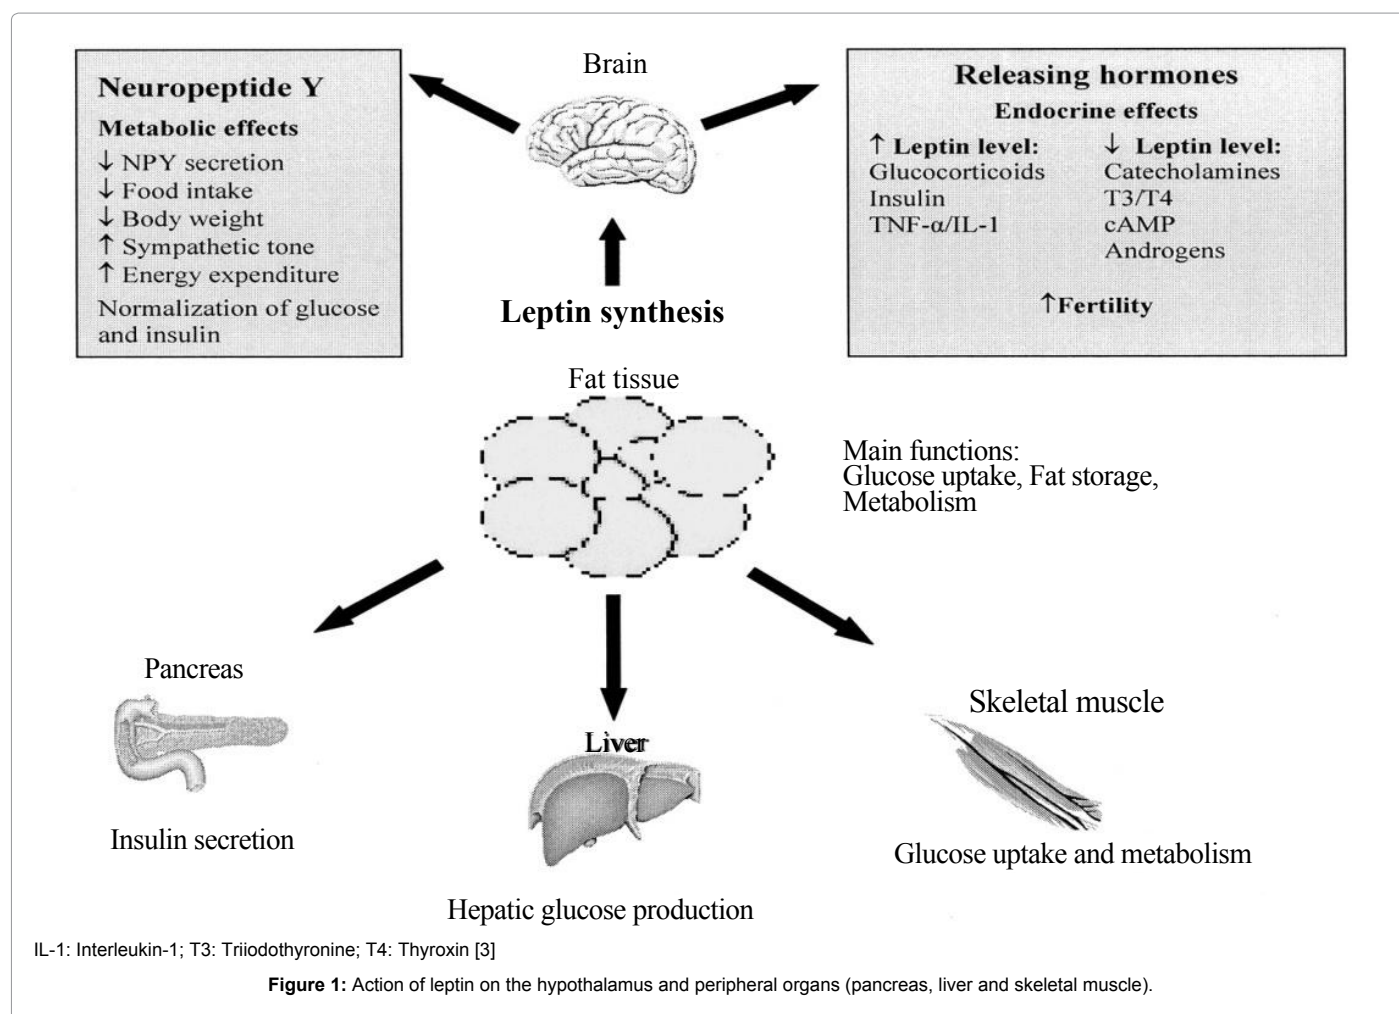 Brain
Neuropeptide Y
Metabolic effects
↓ NPY secretion
↓ Food intake
↓ Body weight
↑ Sympathetic tone
↑ Energy expenditure
Normalization of glucose
and insulin
Releasing hormones
Endocrine effects
↑ Leptin level:
Glucocorticoids
Insulin
TNF-α/IL-1
↓ Leptin level:
Catecholamines
T3/T4
cAMP
Androgens
↑Fertility
Leptin synthesis
Fat tissue
Main functions:
Glucose uptake, Fat storage,
Metabolism
Pancreas
Insulin secretion
Liver
Hepatic glucose production
Skeletal muscle
Glucose uptake and metabolism
IL-1: Interleukin-1; T3: Triiodothyronine; T4: Thyroxin [3]
Figure 1: Action of leptin on the hypothalamus and peripheral organs (pancreas, liver and skeletal muscle).